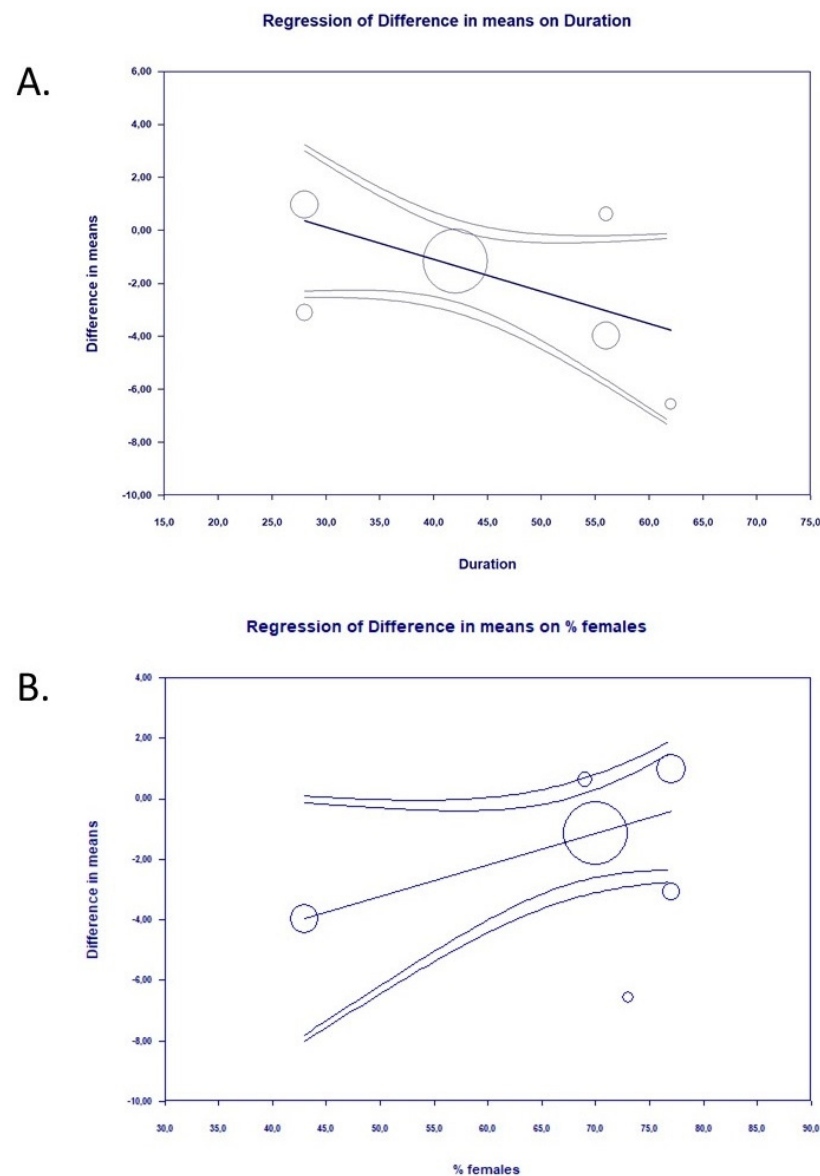 Regression of Difference in means on Duration
A.
6,00
4,00
2,00
0,00
-2,00
-4,00
-6,00
-8,00
-10,00
Difference in means
15,0 20,0 25,0 30,0 35,0 40,0 45,0 50,0 55,0 60,0 65,0 70,0 75,0
Duration
Regression of Difference in means on % females
B.
4,00
2,00
0,00
-2,00
-4,00
-6,00
-8,00
-10,00
Difference in means
30,0 35,0 40,0 45,0 50,0 55,0 60,0 65,0 70,0 75,0 80,0 85,0 90,0
% females